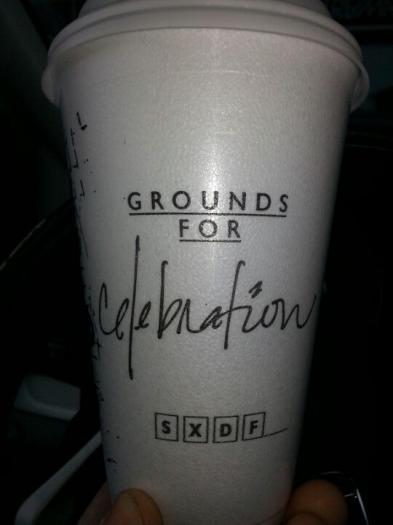 GROUNDS
FOR
celebration
S X D F